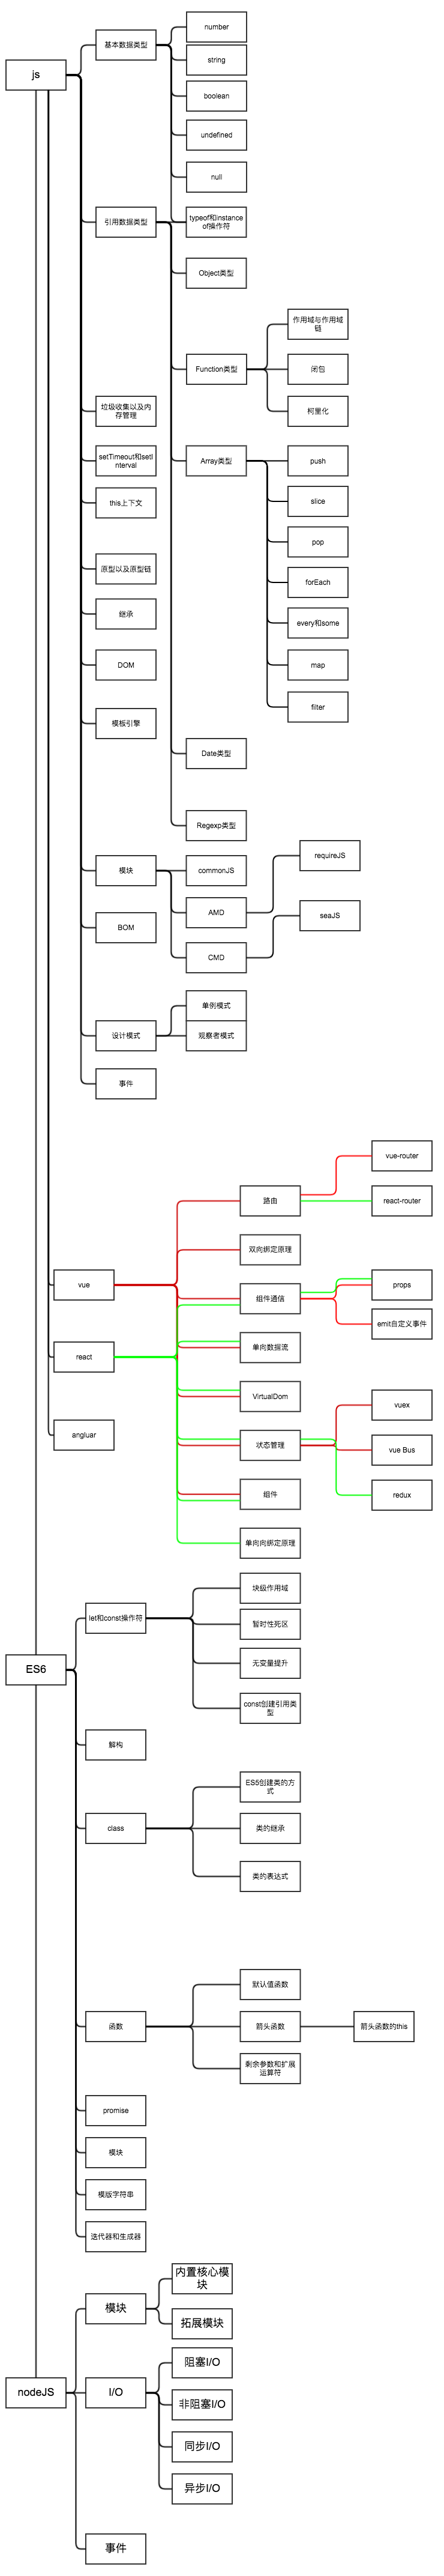 number
基本数据类型
string
js
boolean
undefined
null
引用数据类型
typeof和instance
of操作符
Object类型
作用域与作用域
链
Function类型
闭包
垃圾收集以及内
存管理
柯里化
setTimeout和setI
nterval
Array类型
push
this上下文
slice
pop
原型以及原型链
forEach
继承
every和some
DOM
map
filter
模板引擎
Date类型
Regexp类型
requireJS
模块
commonJS
AMD
seaJS
BOM
CMD
单例模式
设计模式
观察者模式
事件
vue-router
路由
react-router
双向绑定原理
vue
props
组件通信
emit自定义事件
单向数据流
react
VirtualDom
vuex
angluar
状态管理
vue Bus
组件
redux
单向向绑定原理
块级作用域
let和const操作符
暂时性死区
ES6
无变量提升
const创建引用类
型
解构
ES5创建类的方
式
class
类的继承
类的表达式
默认值函数
函数
箭头函数
箭头函数的this
剩余参数和扩展
运算符
promise
模块
模版字符串
迭代器和生成器
内置核心模
块
模块
拓展模块
阻塞I/O
nodeJS
I/O
非阻塞I/O
同步I/O
异步I/O
事件